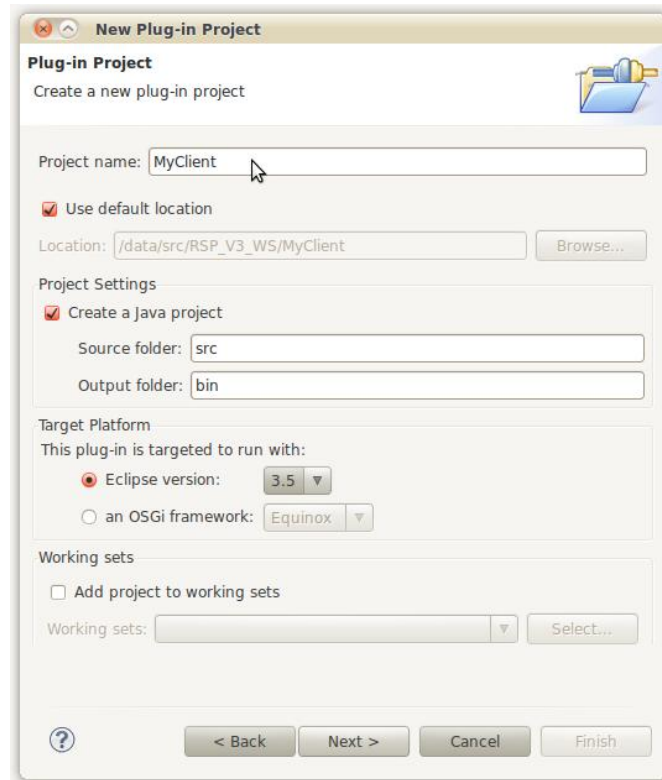 New Plug-in Project
Plug-in Project
Create a new plug-in project
Project name: MyClient
Use default location
Location: /data/src/RSP_V3_WS/MyClient Browse...
Project Settings
Create a Java project
Source folder: src
Output folder: bin
Target Platform
This plug-in is targeted to run with:
Eclipse version: 3.5
an OSGi framework: Equinox
Working sets
Add project to working sets
Working sets: Select...
? < Back Next > Cancel Finish